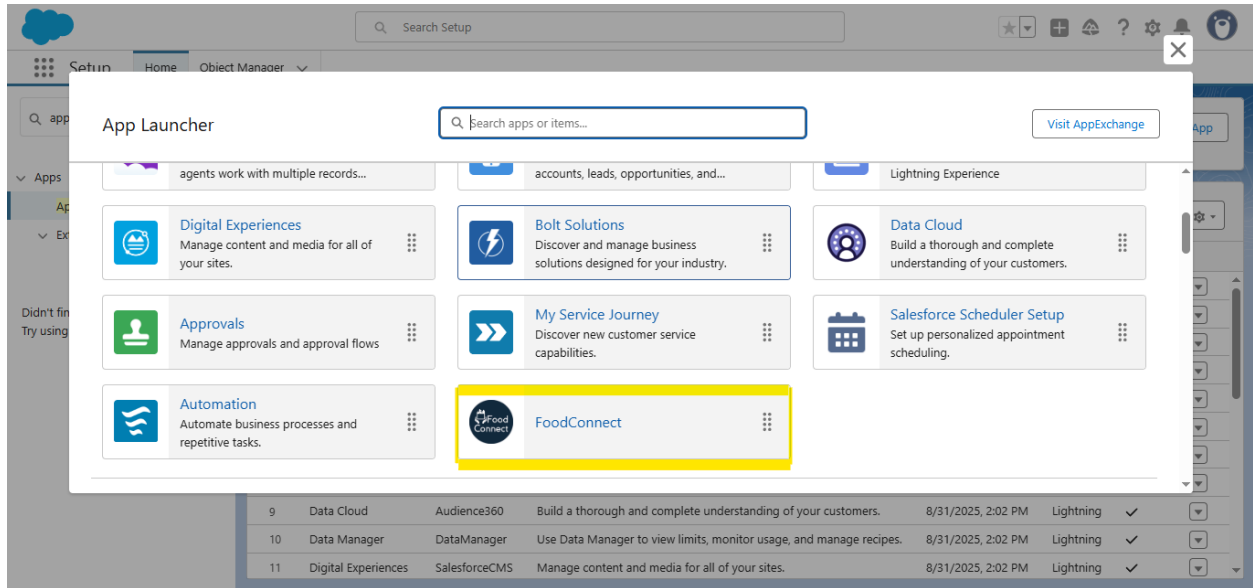 Search Setup
Setup
Home
Object Manager
app
App
Apps
Ap
Ex
Didn't fin
Try using
App Launcher
Search apps or items...
Visit AppExchange
agents work with multiple records...
accounts, leads, opportunities, and...
Lightning Experience
Digital Experiences
Manage content and media for all of
your sites.
Bolt Solutions
Discover and manage business
solutions designed for your industry.
Data Cloud
Build a thorough and complete
understanding of your customers.
Approvals
Manage approvals and approval flows
My Service Journey
Discover new customer service
capabilities.
Salesforce Scheduler Setup
Set up personalized appointment
scheduling.
Automation
Automate business processes and
repetitive tasks.
Food
Connect
FoodConnect
9 Data Cloud Audience360 Build a thorough and complete understanding of your customers. 8/31/2025, 2:02 PM Lightning
10 Data Manager DataManager Use Data Manager to view limits, monitor usage, and manage recipes. 8/31/2025, 2:02 PM Lightning
11 Digital Experiences SalesforceCMS Manage content and media for all of your sites. 8/31/2025, 2:02 PM Lightning